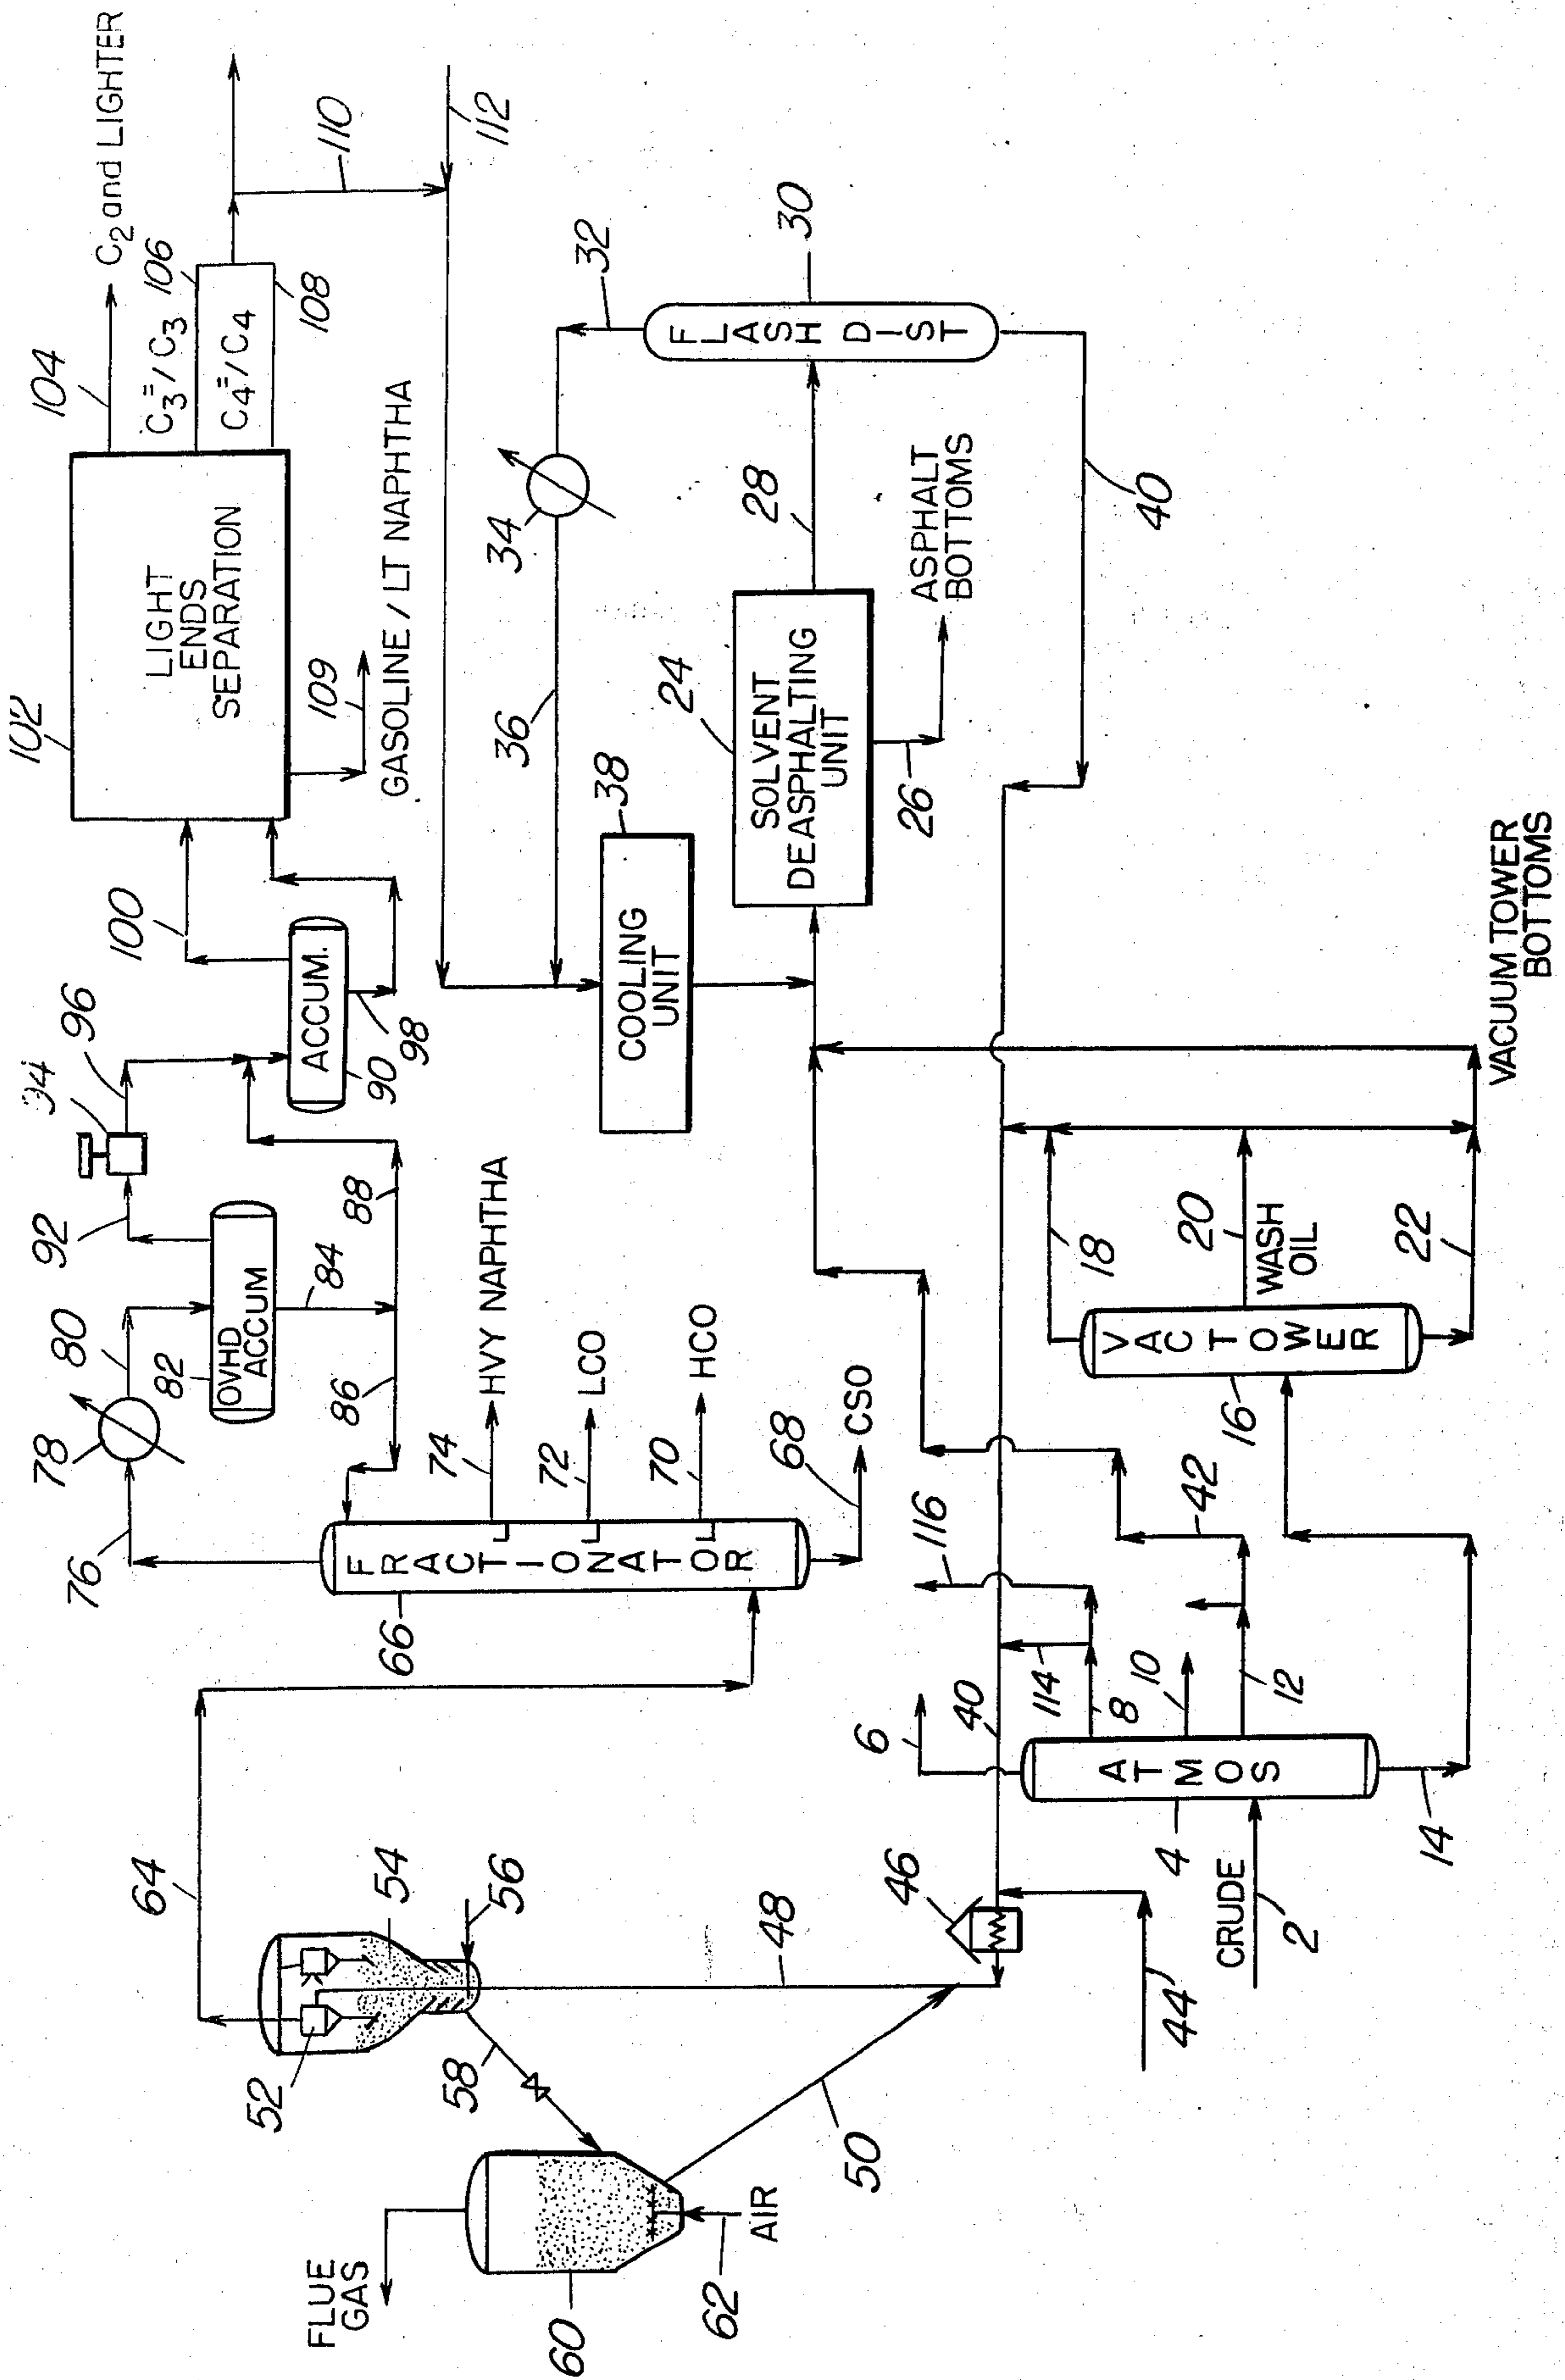 102
104
C2 and LIGHTER
LIGHT
ENDS
SEPARATION
C3=/C3
106
C4=/C4
108
110
112
109
GASOLINE / LT NAPHTHA
100
96
94
92
ACCUM.
90
98
80
78
76
82
OVHD
ACCUM
84
86
88
64
54
56
52
58
48
FLUE
GAS
60
62
AIR
50
66
FRACTIONATOR
74
HVY NAPHTHA
72
LCO
70
HCO
68
CSO
36
34
32
38
COOLING
UNIT
24
SOLVENT
DEASPHALTING
UNIT
28
FLASH DIST
30
26
ASPHALT
BOTTOMS
40
46
44
40
6
114
116
8
10
12
42
ATMOS
4
CRUDE
2
14
16
VAC TOWER
18
20
WASH
OIL
22
VACUUM TOWER
BOTTOMS